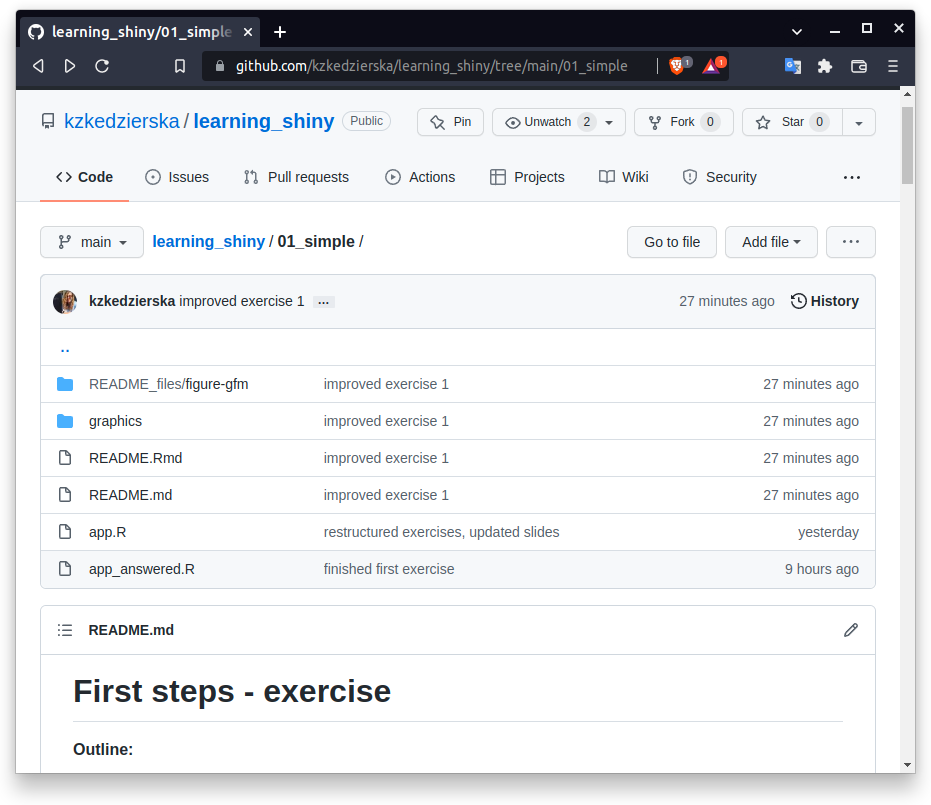 learning_shiny/01_simple
github.com/kzkedzierska/learning_shiny/tree/main/01_simple 1 1
kzkedzierska / learning_shiny Public Pin Unwatch 2 Fork 0 Star 0
Code Issues Pull requests Actions Projects Wiki Security ...
main learning_shiny / 01_simple / Go to file Add file ...
kzkedzierska improved exercise 1 ... 27 minutes ago History
..
README_files/figure-gfm improved exercise 1 27 minutes ago
graphics improved exercise 1 27 minutes ago
README.Rmd improved exercise 1 27 minutes ago
README.md improved exercise 1 27 minutes ago
app.R restructured exercises, updated slides yesterday
app_answered.R finished first exercise 9 hours ago
README.md
First steps - exercise
Outline: